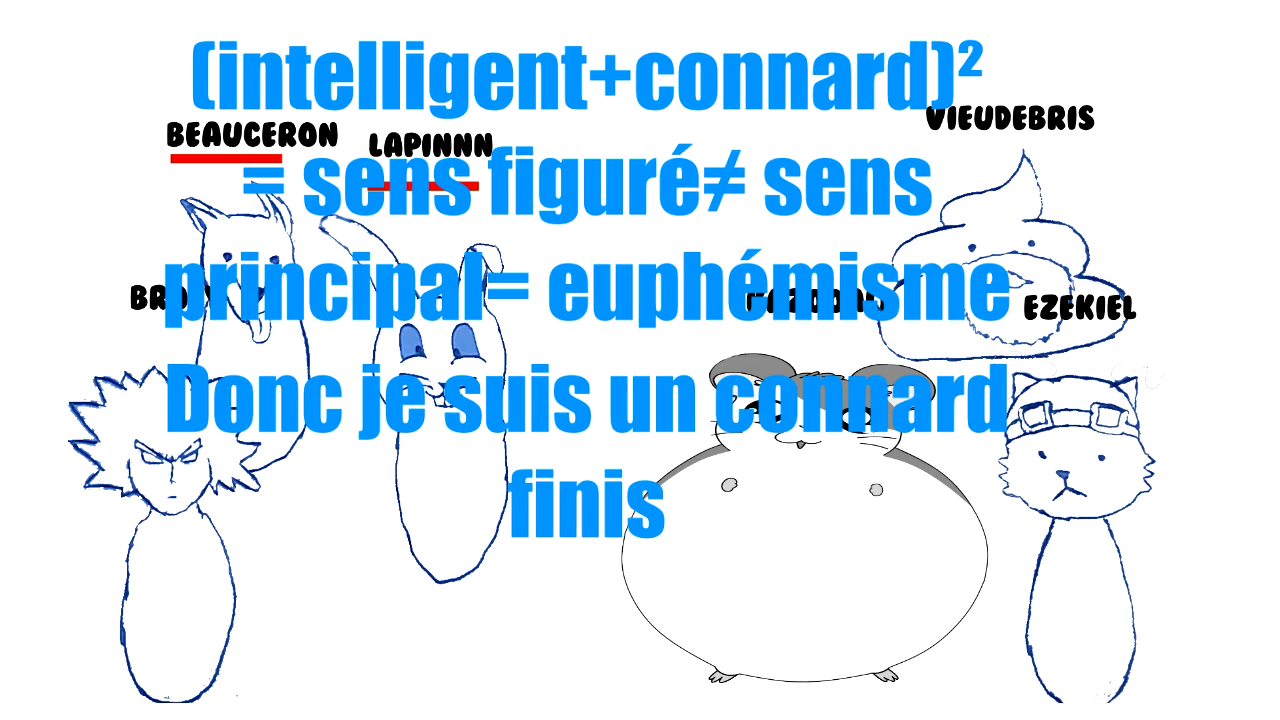 (intelligent+connard)²
VIEUDEBRIS
BEAUCERON
LAPINNN
= sens figuré≠ sens
principal= euphémisme
EZEKIEL
Donc je suis un connard
finis